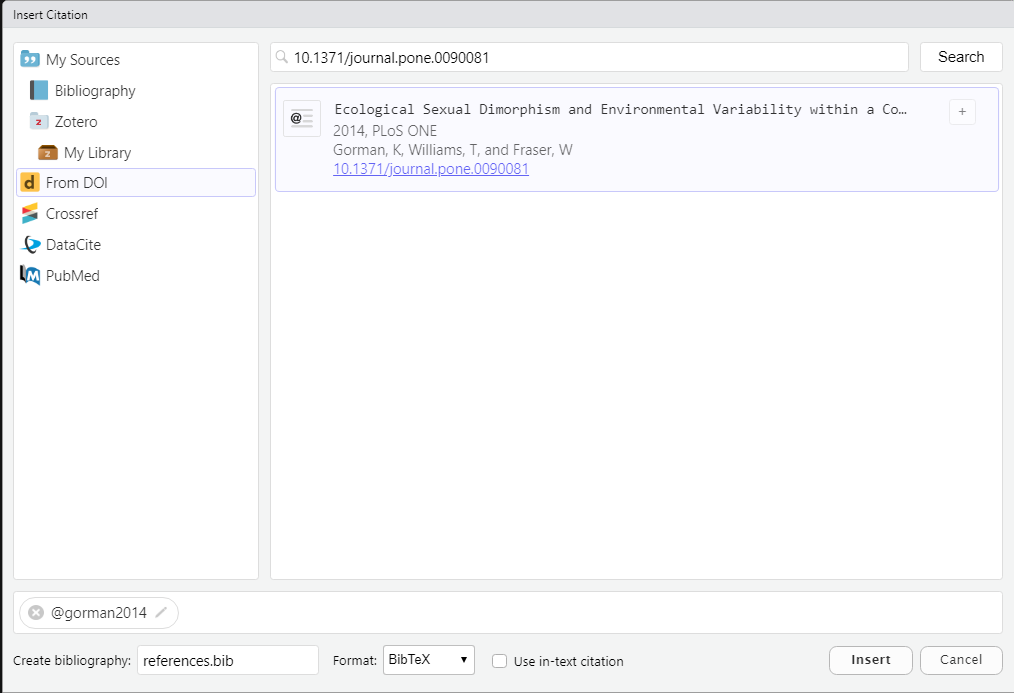 Insert Citation
My Sources
Bibliography
Zotero
My Library
From DOI
Crossref
DataCite
PubMed
10.1371/journal.pone.0090081
Search
Ecological Sexual Dimorphism and Environmental Variability within a Co…
2014, PLoS ONE
Gorman, K, Williams, T, and Fraser, W
10.1371/journal.pone.0090081
@gorman2014
Create bibliography: references.bib Format: BibTeX Use in-text citation Insert Cancel